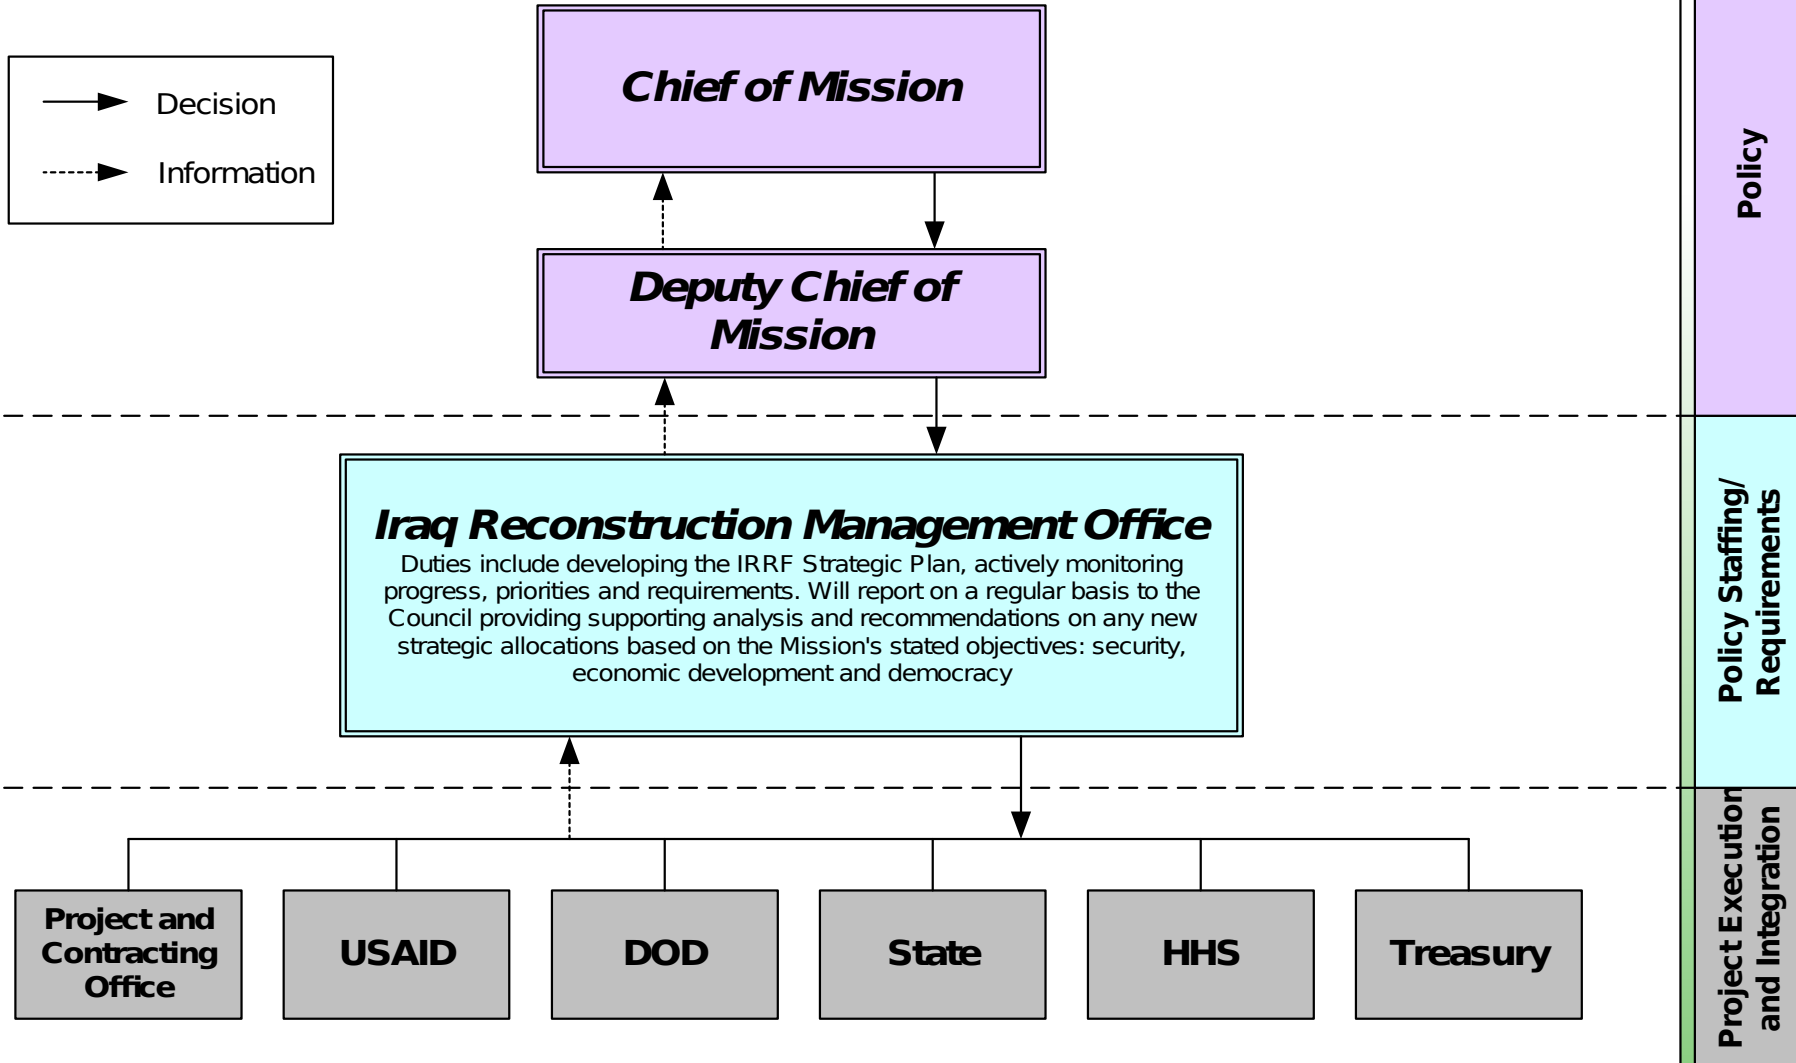 Decision
Information
Chief of Mission
Deputy Chief of
Mission
Iraq Reconstruction Management Office
Duties include developing the IRRF Strategic Plan, actively monitoring
progress, priorities and requirements. Will report on a regular basis to the
Council providing supporting analysis and recommendations on any new
strategic allocations based on the Mission's stated objectives: security,
economic development and democracy
Project and
Contracting
Office
USAID
DOD
State
HHS
Treasury
Policy
Policy Staffing/
Requirements
Project Execution
and Integration